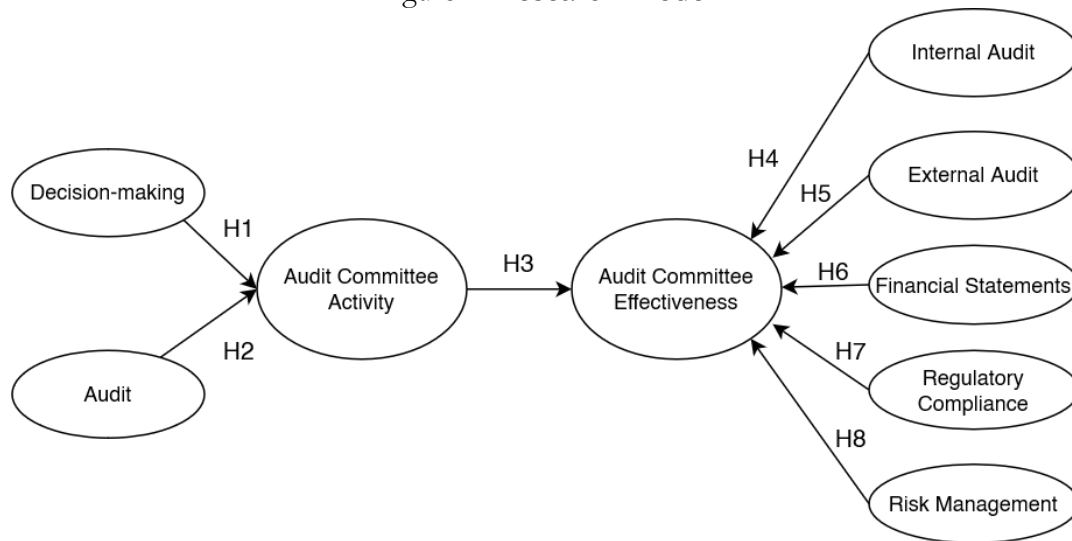 Internal Audit
H4
External Audit
Decision-making
H5
H1
Audit Committee
Activity
H3
Audit Committee
Effectiveness
H6
Financial Statements
H2
H7
Audit
Regulatory
Compliance
H8
Risk Management